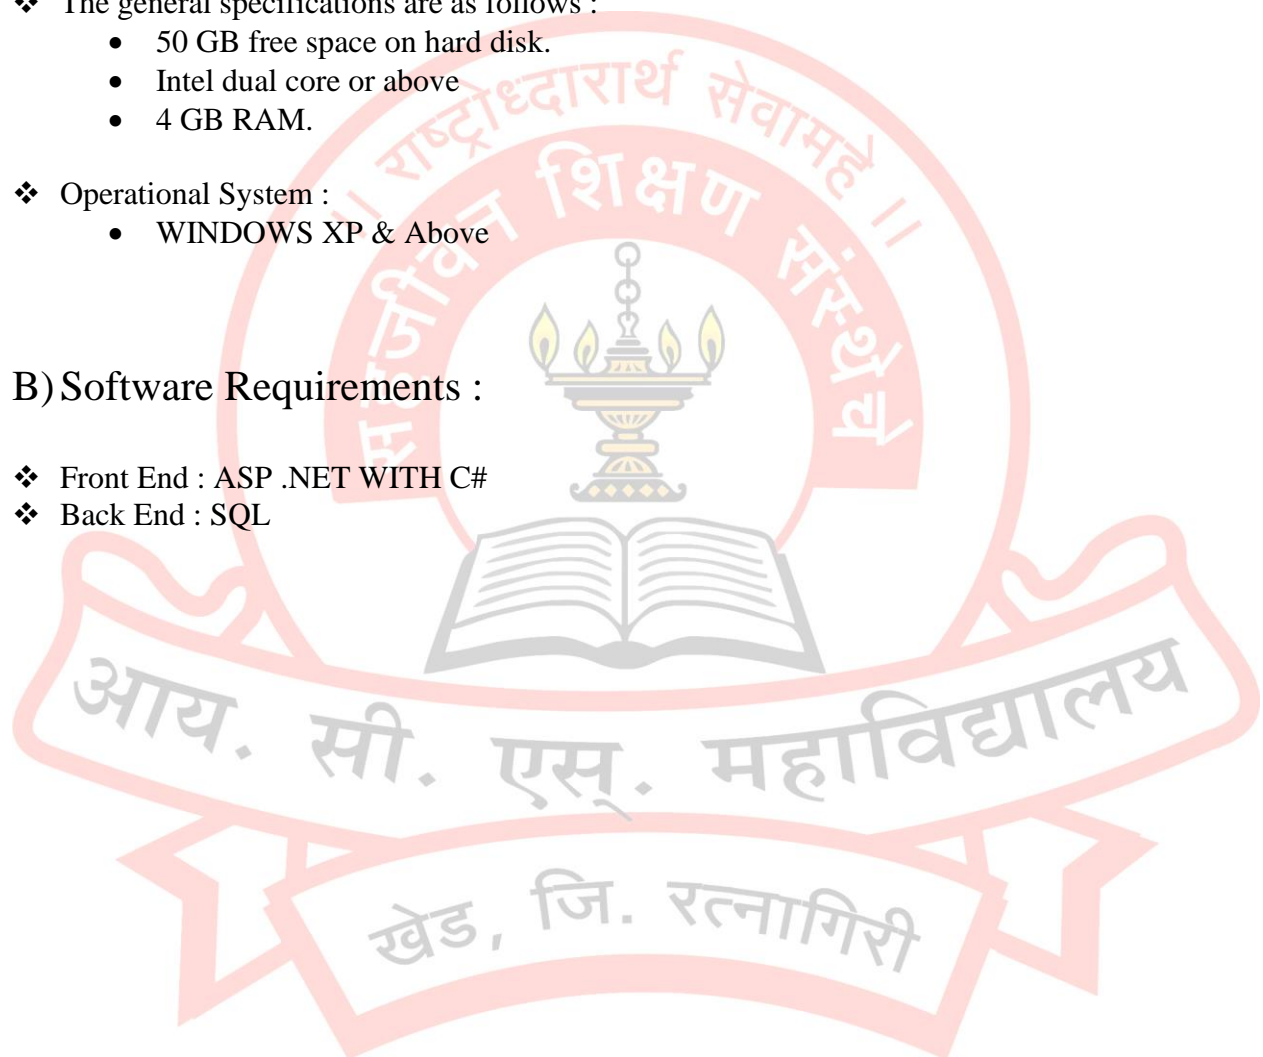 ❖ The general specifications are as follows :
• 50 GB free space on hard disk.
• Intel dual core or above
• 4 GB RAM.
❖ Operational System :
• WINDOWS XP & Above
B) Software Requirements :
❖ Front End : ASP .NET WITH C#
❖ Back End : SQL
।। राष्ट्रोध्दारार्थ सेवामहे ।।
सहजीवन शिक्षण संस्थेचे
आय. सी. एस्. महाविद्यालय
खेड, जि. रत्नागिरी